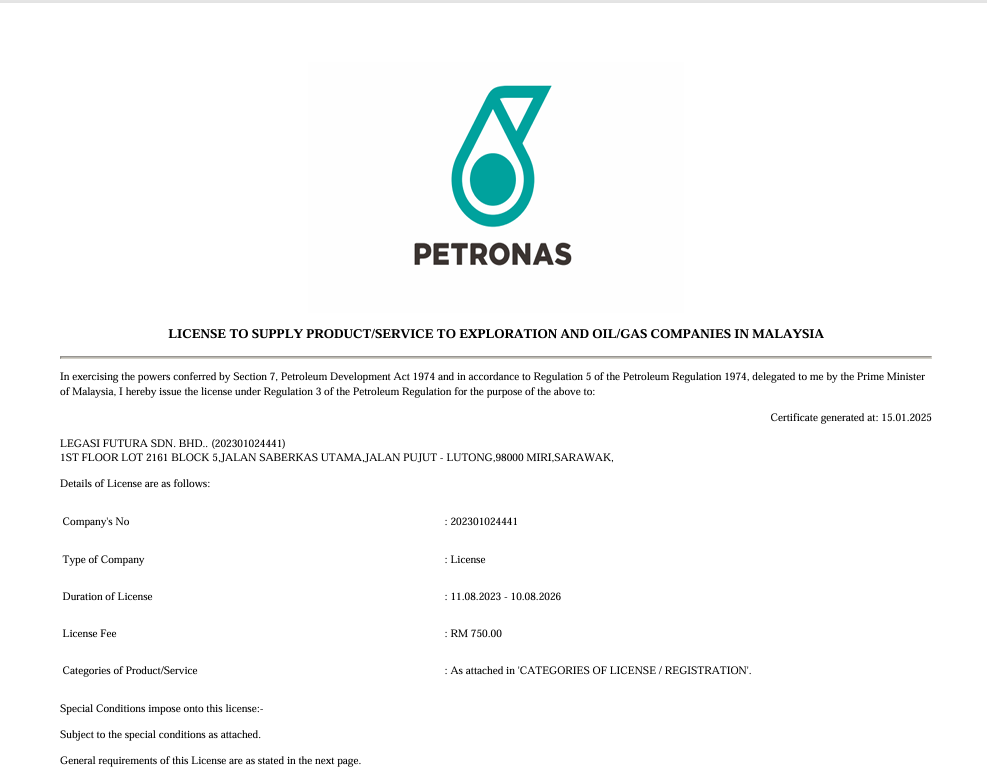 PETRONAS
LICENSE TO SUPPLY PRODUCT/SERVICE TO EXPLORATION AND OIL/GAS COMPANIES IN MALAYSIA
In exercising the powers conferred by Section 7, Petroleum Development Act 1974 and in accordance to Regulation 5 of the Petroleum Regulation 1974, delegated to me by the Prime Minister
of Malaysia, I hereby issue the license under Regulation 3 of the Petroleum Regulation for the purpose of the above to:
Certificate generated at: 15.01.2025
LEGASI FUTURA SDN. BHD.. (202301024441)
1ST FLOOR LOT 2161 BLOCK 5,JALAN SABERKAS UTAMA,JALAN PUJUT - LUTONG,98000 MIRI,SARAWAK,
Details of License are as follows:
Company's No : 202301024441
Type of Company : License
Duration of License : 11.08.2023 - 10.08.2026
License Fee : RM 750.00
Categories of Product/Service : As attached in 'CATEGORIES OF LICENSE / REGISTRATION'.
Special Conditions impose onto this license:-
Subject to the special conditions as attached.
General requirements of this License are as stated in the next page.